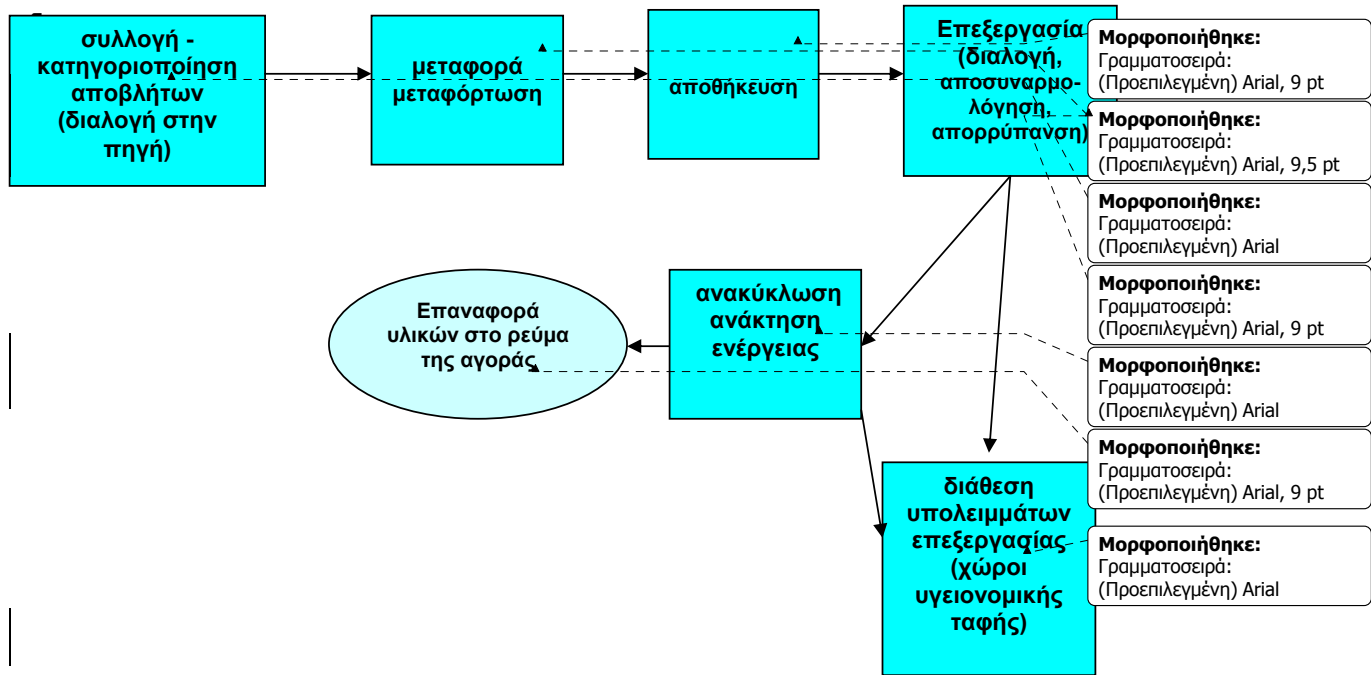 συλλογή -
κατηγοριοποίηση
αποβλήτων
(διαλογή στην
πηγή)
μεταφορά
μεταφόρτωση
αποθήκευση
Επεξεργασία
(διαλογή,
αποσυναρμο-
λόγηση,
απορρύπανση)
Επαναφορά
υλικών στο ρεύμα
της αγοράς
ανακύκλωση
ανάκτηση
ενέργειας
διάθεση
υπολειμμάτων
επεξεργασίας
(χώροι
υγειονομικής
ταφής)
Μορφοποιήθηκε:
Γραμματοσειρά:
(Προεπιλεγμένη) Arial, 9 pt
Μορφοποιήθηκε:
Γραμματοσειρά:
(Προεπιλεγμένη) Arial, 9,5 pt
Μορφοποιήθηκε:
Γραμματοσειρά:
(Προεπιλεγμένη) Arial
Μορφοποιήθηκε:
Γραμματοσειρά:
(Προεπιλεγμένη) Arial, 9 pt
Μορφοποιήθηκε:
Γραμματοσειρά:
(Προεπιλεγμένη) Arial
Μορφοποιήθηκε:
Γραμματοσειρά:
(Προεπιλεγμένη) Arial, 9 pt
Μορφοποιήθηκε:
Γραμματοσειρά:
(Προεπιλεγμένη) Arial